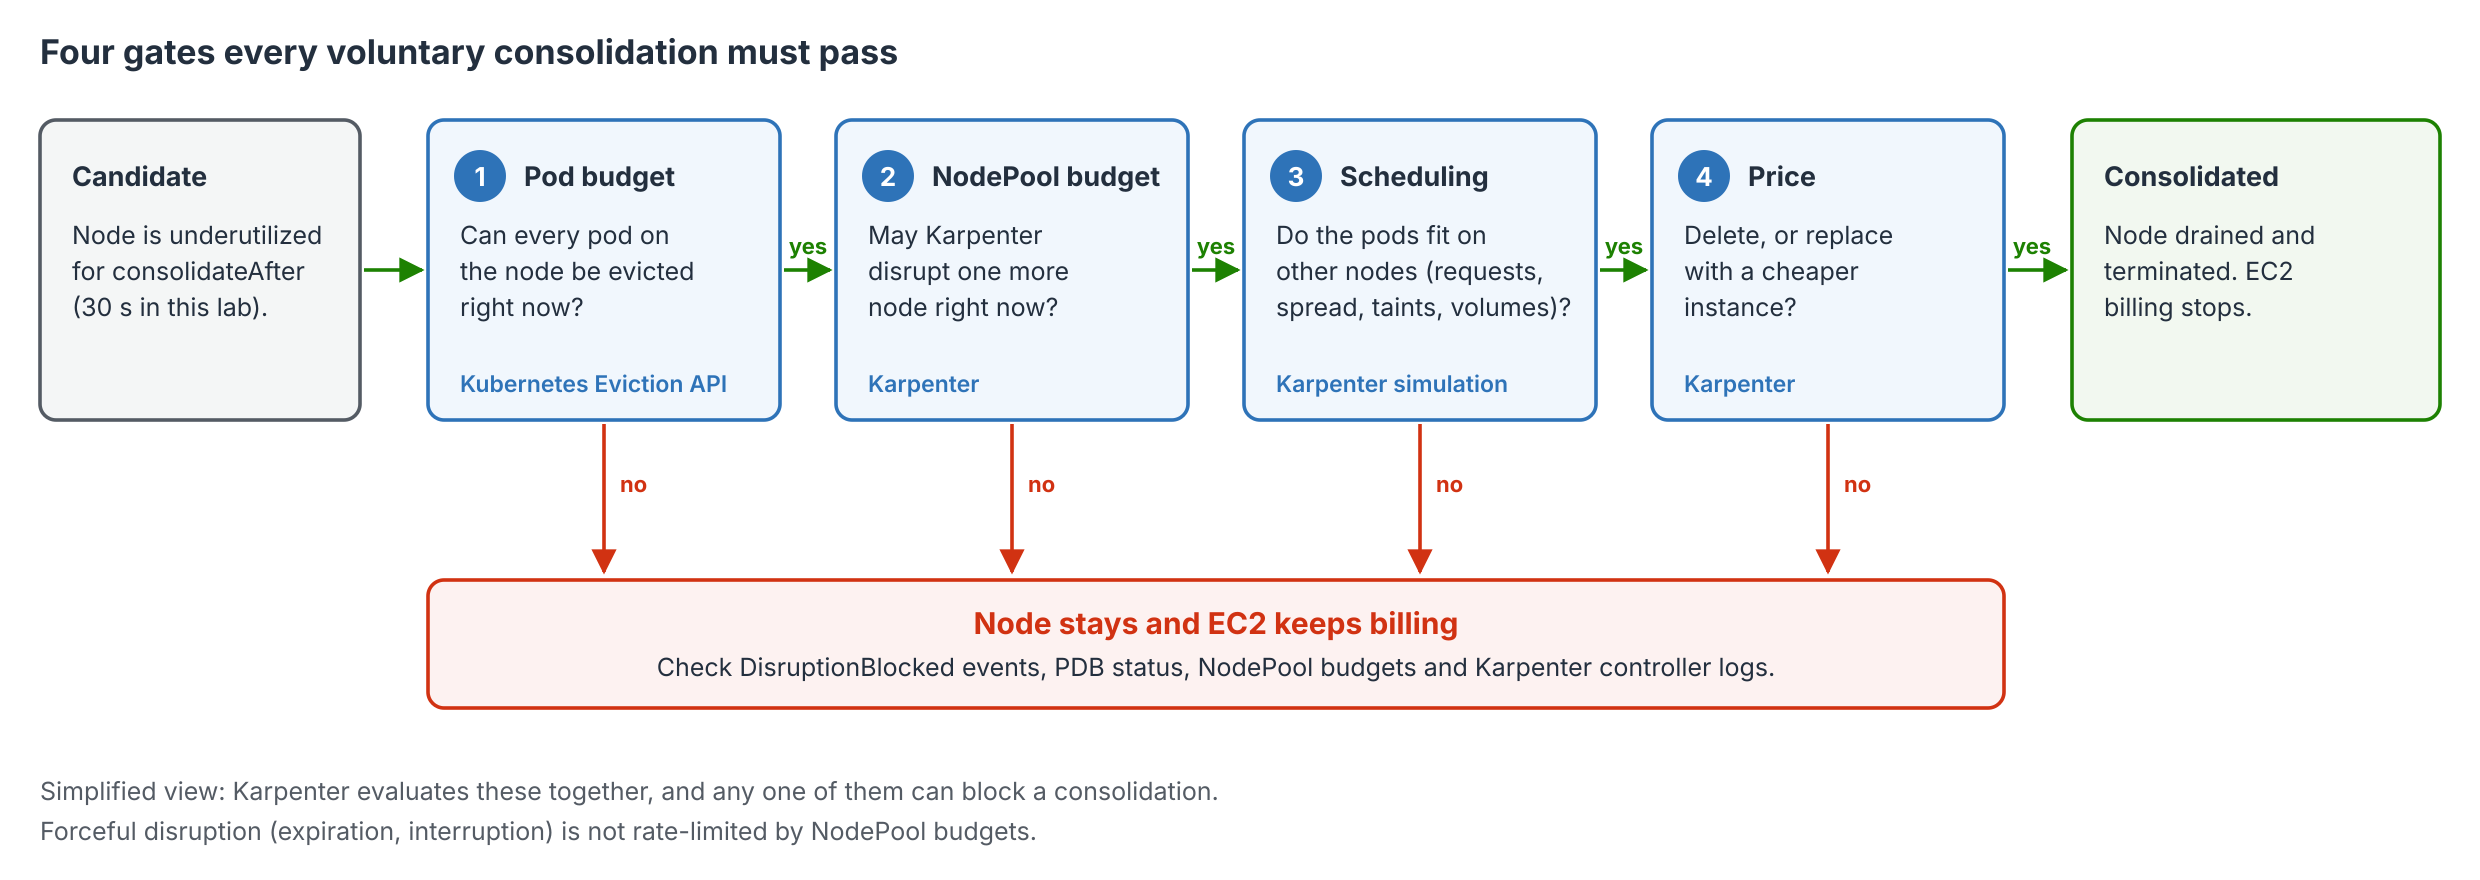 Four gates every voluntary consolidation must pass
Candidate
Node is underutilized
for consolidateAfter
(30 s in this lab).
1 Pod budget
Can every pod on
the node be evicted
right now?
Kubernetes Eviction API
yes
2 NodePool budget
May Karpenter
disrupt one more
node right now?
Karpenter
yes
3 Scheduling
Do the pods fit on
other nodes (requests,
spread, taints, volumes)?
Karpenter simulation
yes
4 Price
Delete, or replace
with a cheaper
instance?
Karpenter
yes
Consolidated
Node drained and
terminated. EC2
billing stops.
no
no
no
no
Node stays and EC2 keeps billing
Check DisruptionBlocked events, PDB status, NodePool budgets and Karpenter controller logs.
Simplified view: Karpenter evaluates these together, and any one of them can block a consolidation.
Forceful disruption (expiration, interruption) is not rate-limited by NodePool budgets.